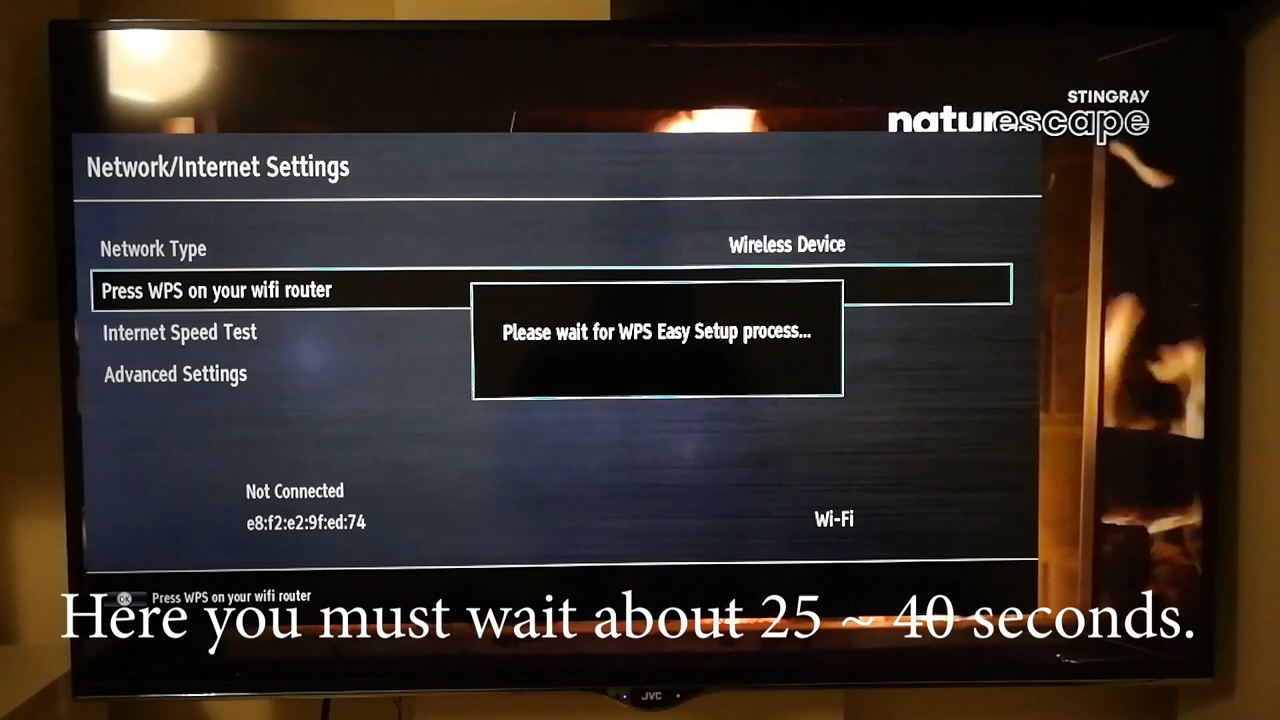 STINGRAY
naturescape
Network/Internet Settings
Network Type
Wireless Device
Press WPS on your wifi router
Please wait for WPS Easy Setup process...
Internet Speed Test
Advanced Settings
Not Connected
e8:f2:e2:9f:ed:74
Wi-Fi
OK Press WPS on your wifi router
Here you must wait about 25 ~ 40 seconds.
JVC